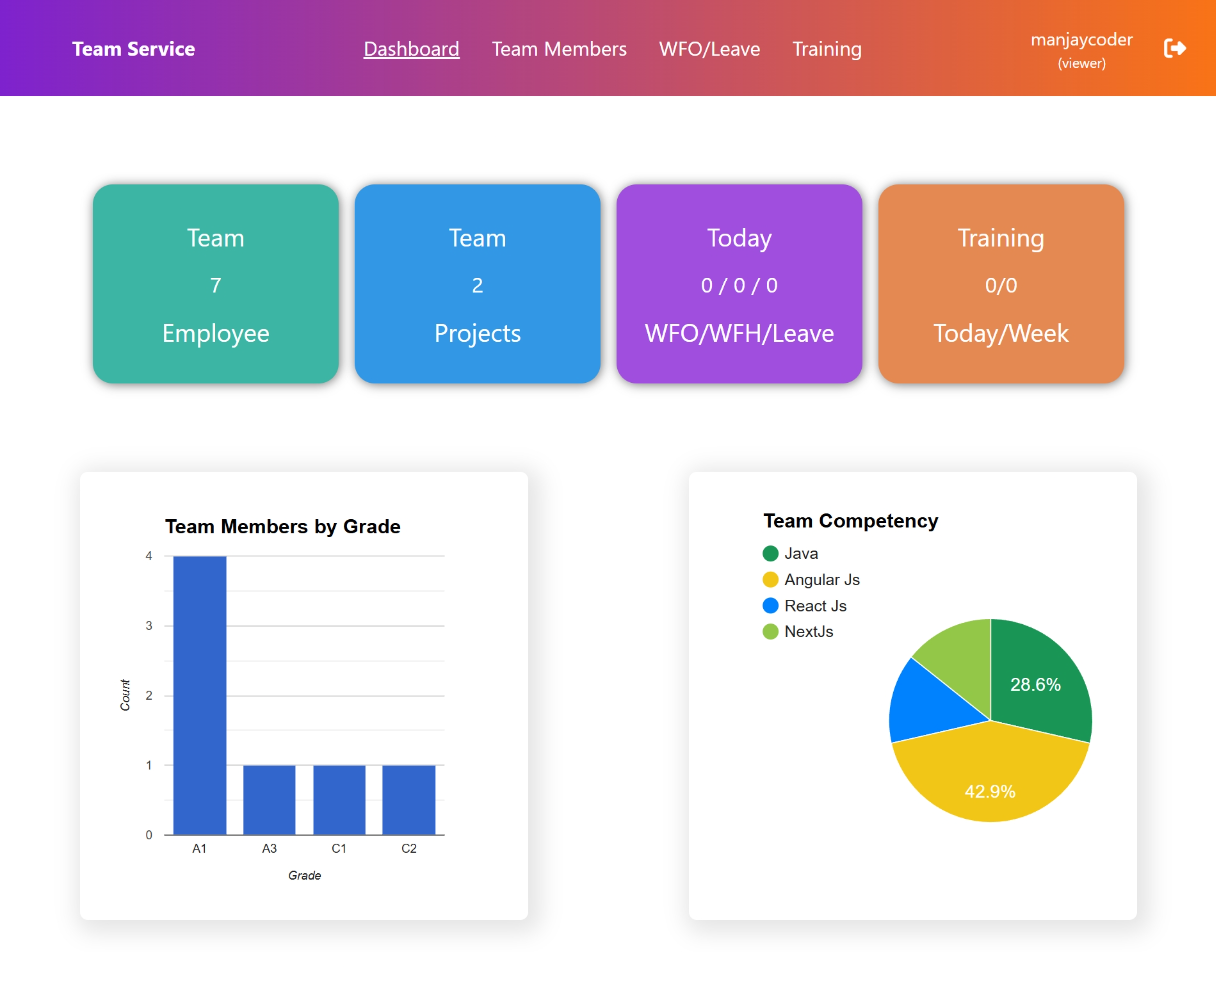 Team Service
Dashboard
Team Members
WFO/Leave
Training
manjaycoder
(viewer)
Team
7
Employee
Team
2
Projects
Today
0 / 0 / 0
WFO/WFH/Leave
Training
0/0
Today/Week
Team Members by Grade
4
3
2
1
0
Count
A1
A3
C1
C2
Grade
Team Competency
Java
Angular Js
React Js
NextJs
28.6%
42.9%